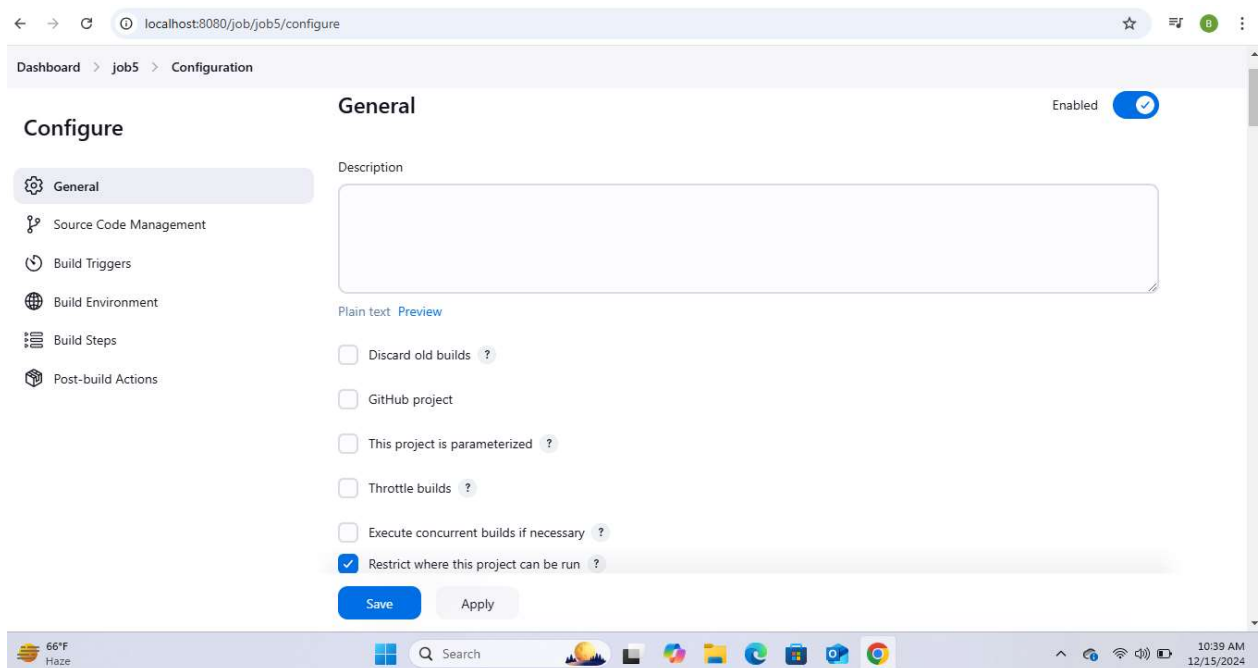 localhost:8080/job/job5/configure
B
Dashboard > job5 > Configuration
Configure
General
Source Code Management
Build Triggers
Build Environment
Build Steps
Post-build Actions
General
Enabled
Description
Plain text Preview
Discard old builds ?
GitHub project
This project is parameterized ?
Throttle builds ?
Execute concurrent builds if necessary ?
Restrict where this project can be run ?
Save Apply
66°F
Haze
Search
10:39 AM
12/15/2024